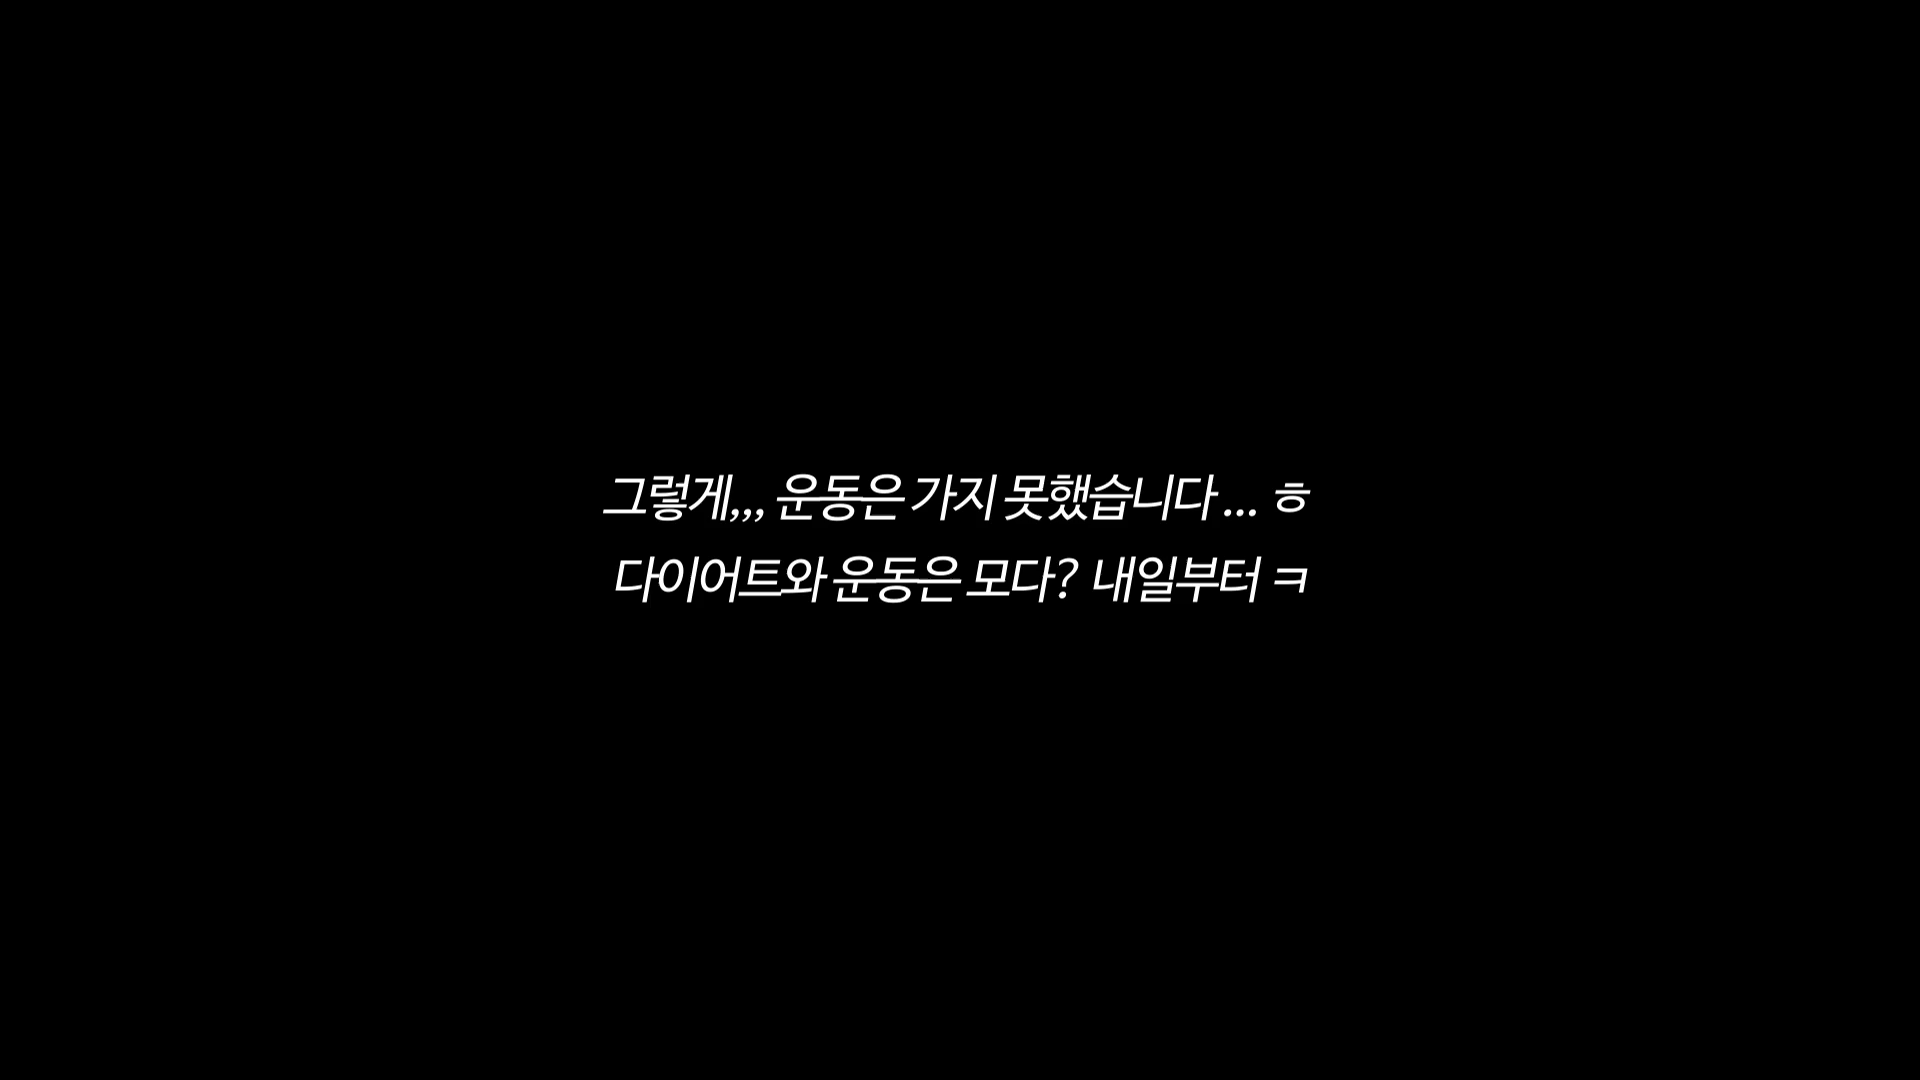 그렇게,,, 운동은 가지 못했습니다... ㅎ
다이어트와 운동은 모다? 내일부터 ㅋ